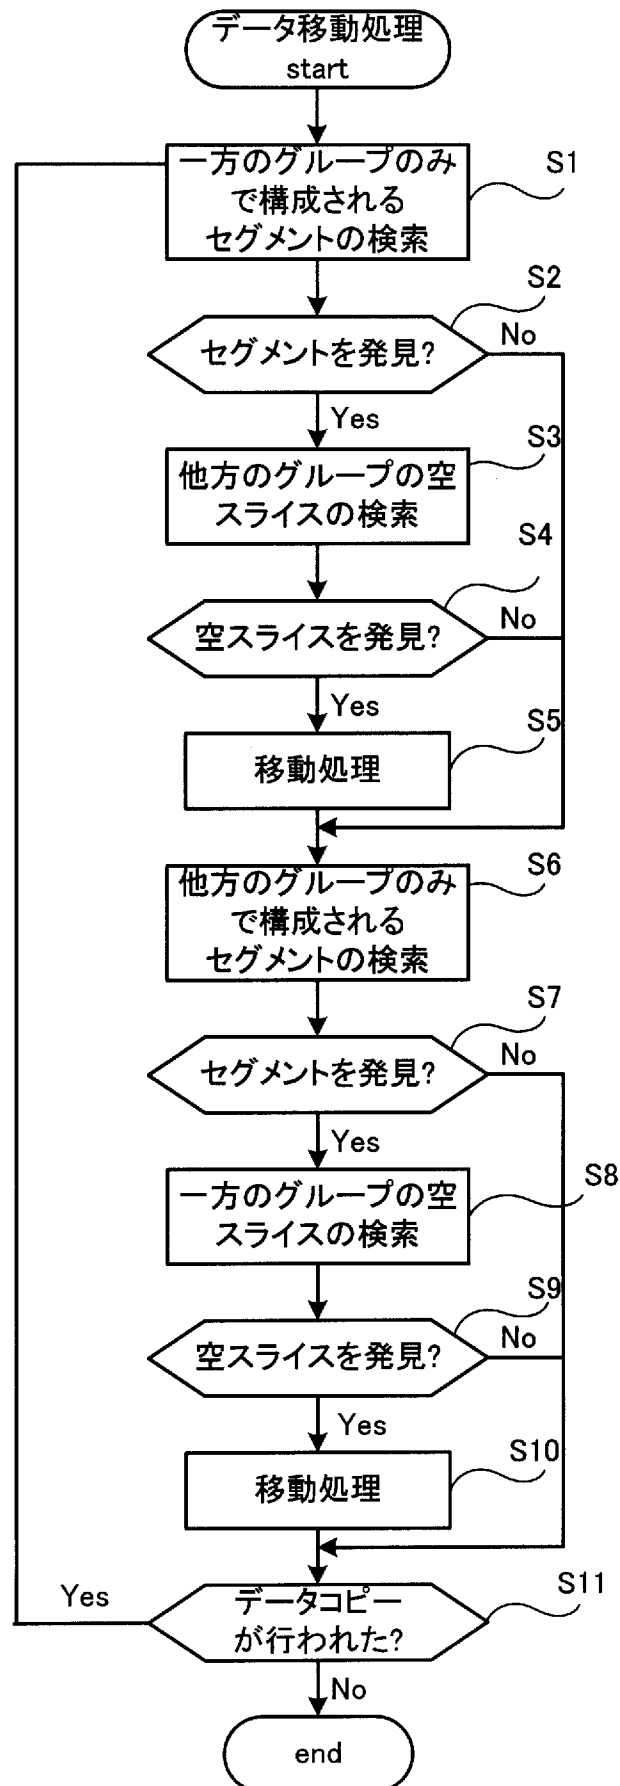 データ移動処理
start
一方のグループのみ
で構成される
セグメントの検索
S1
S2
セグメントを発見?
No
Yes
S3
他方のグループの空
スライスの検索
S4
空スライスを発見?
No
Yes
S5
移動処理
S6
他方のグループのみ
で構成される
セグメントの検索
S7
セグメントを発見?
No
Yes
S8
一方のグループの空
スライスの検索
S9
空スライスを発見?
No
Yes
S10
移動処理
S11
Yes
データコピー
が行われた?
No
end